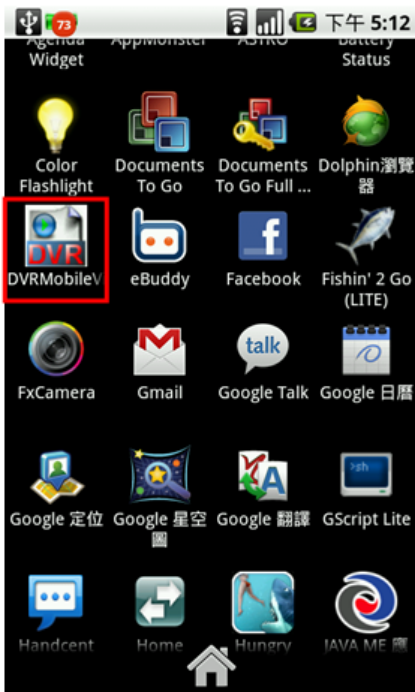 73 下午 5:12
Agenda AppMonster ASTRO Battery
Widget Status
Color Documents Documents Dolphin瀏覽
Flashlight To Go To Go Full ... 器
DVR
DVRMobileV eBuddy Facebook Fishin' 2 Go
(LITE)
talk
FxCamera Gmail Google Talk Google 日曆
>sh
Google 定位 Google 星空 Google 翻譯 GScript Lite
圖
Handcent Home Hungry JAVA ME 應